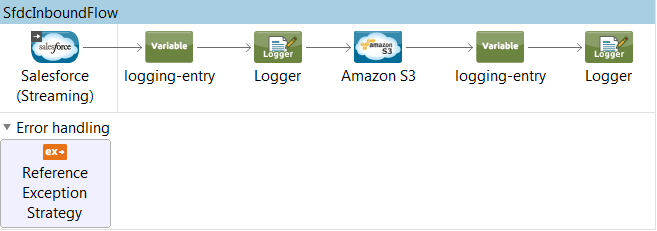 SfdcInboundFlow
salesforce
Variable
Logger
amazon
S3
Variable
Logger
Salesforce
(Streaming)
logging-entry
Logger
Amazon S3
logging-entry
Logger
Error handling
ex
Reference
Exception
Strategy